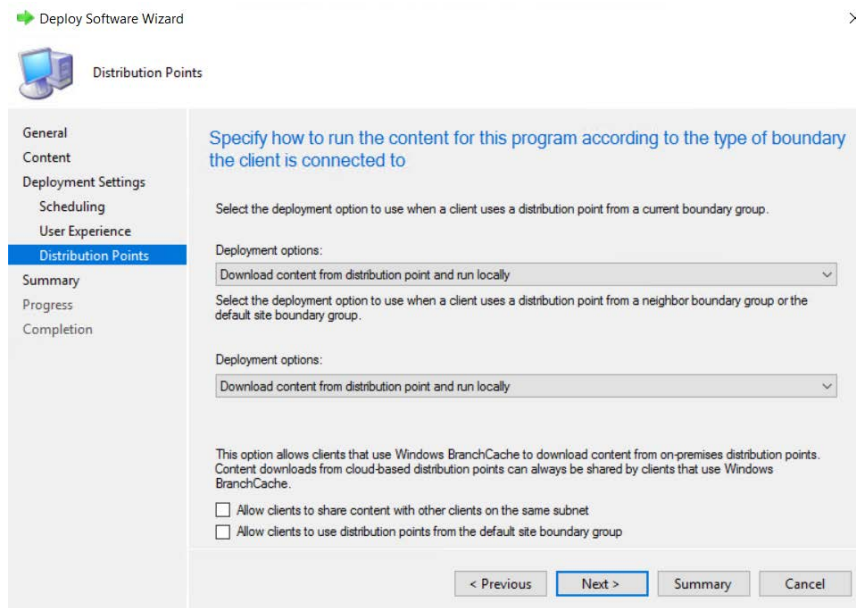 Deploy Software Wizard
Distribution Points
General
Content
Deployment Settings
Scheduling
User Experience
Distribution Points
Summary
Progress
Completion
Specify how to run the content for this program according to the type of boundary
the client is connected to
Select the deployment option to use when a client uses a distribution point from a current boundary group.
Deployment options:
Download content from distribution point and run locally
Select the deployment option to use when a client uses a distribution point from a neighbor boundary group or the
default site boundary group.
Deployment options:
Download content from distribution point and run locally
This option allows clients that use Windows BranchCache to download content from on-premises distribution points.
Content downloads from cloud-based distribution points can always be shared by clients that use Windows
BranchCache.
Allow clients to share content with other clients on the same subnet
Allow clients to use distribution points from the default site boundary group
< Previous
Next >
Summary
Cancel